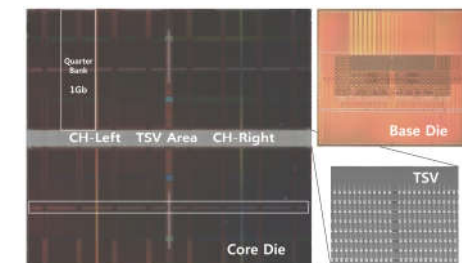 Quarter
Bank
1Gb
CH-Left TSV Area CH-Right
Core Die
Base Die
TSV